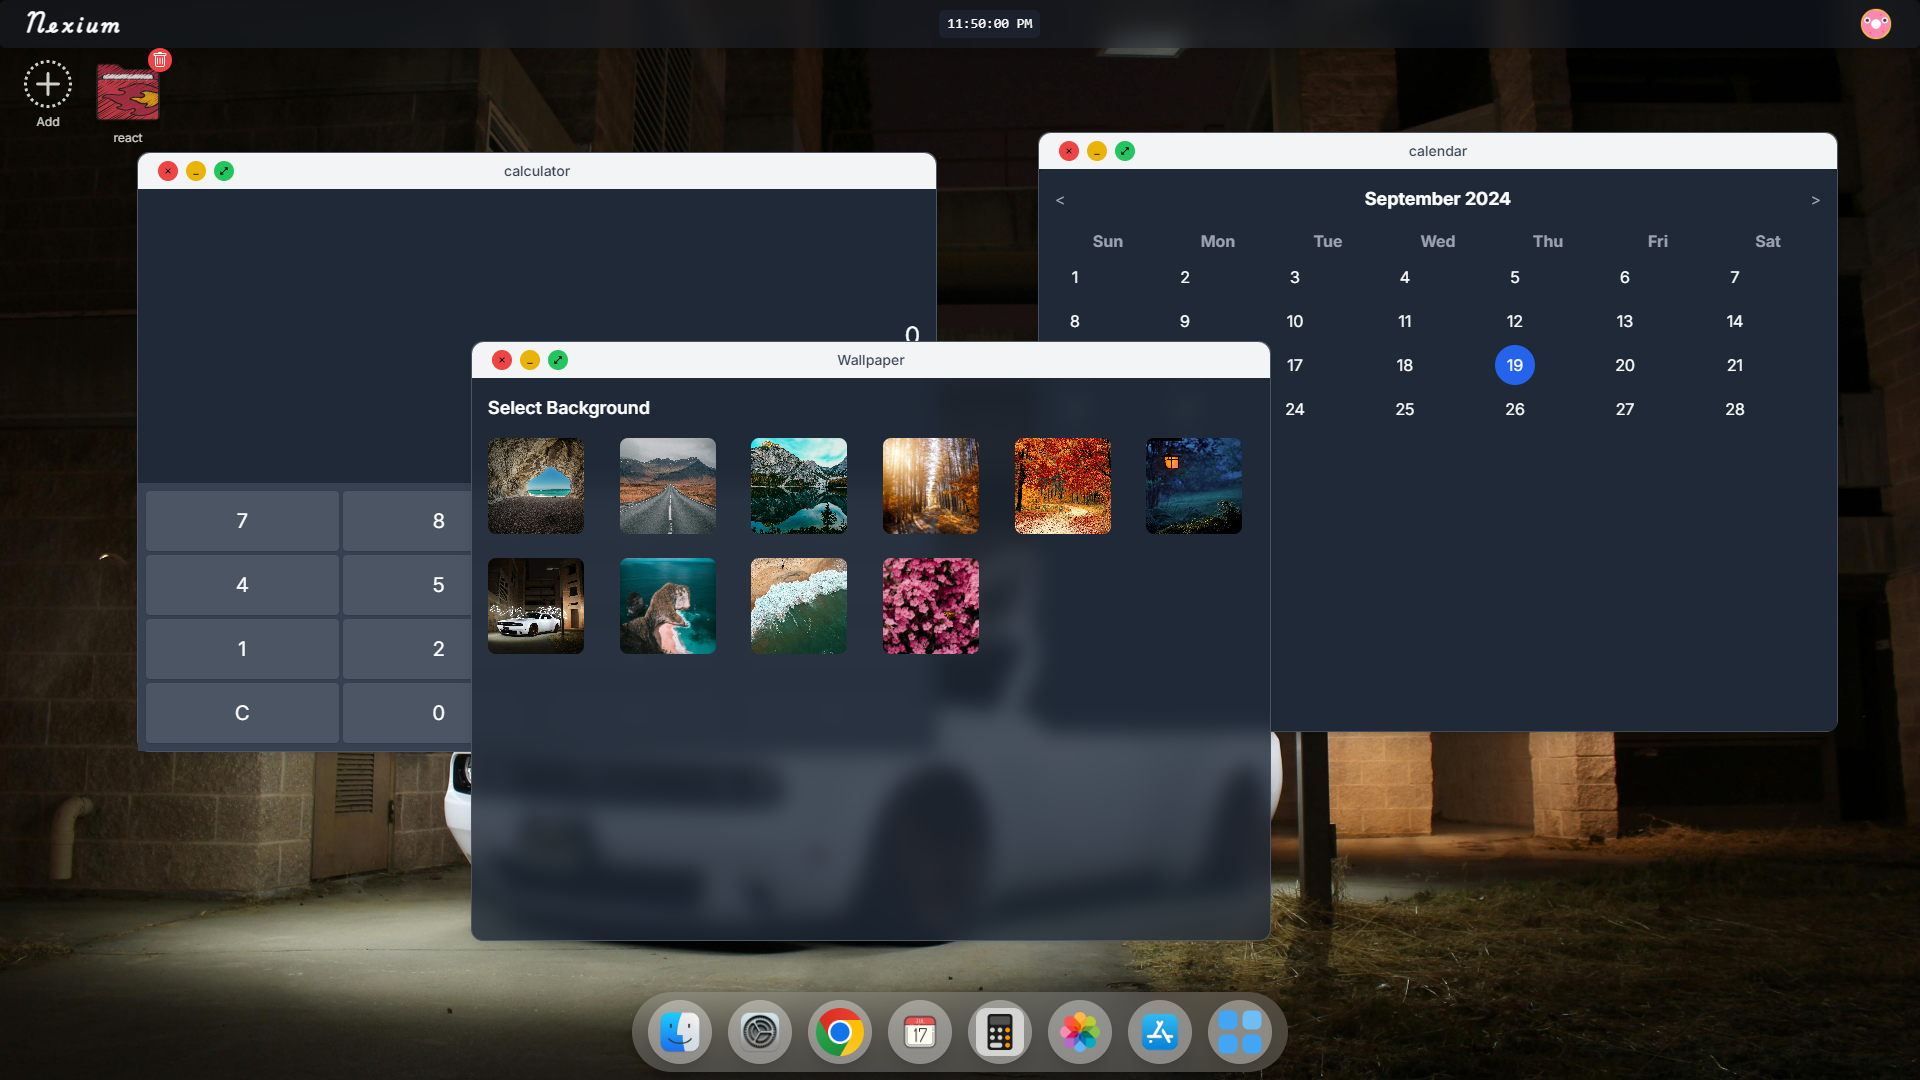 Nexium
11:50:00 PM
Add
react
calculator
0
7 8
4 5
1 2
C 0
calendar
< September 2024 >
Sun Mon Tue Wed Thu Fri Sat
1 2 3 4 5 6 7
8 9 10 11 12 13 14
17 18 19 20 21
24 25 26 27 28
Wallpaper
Select Background
JUL
17